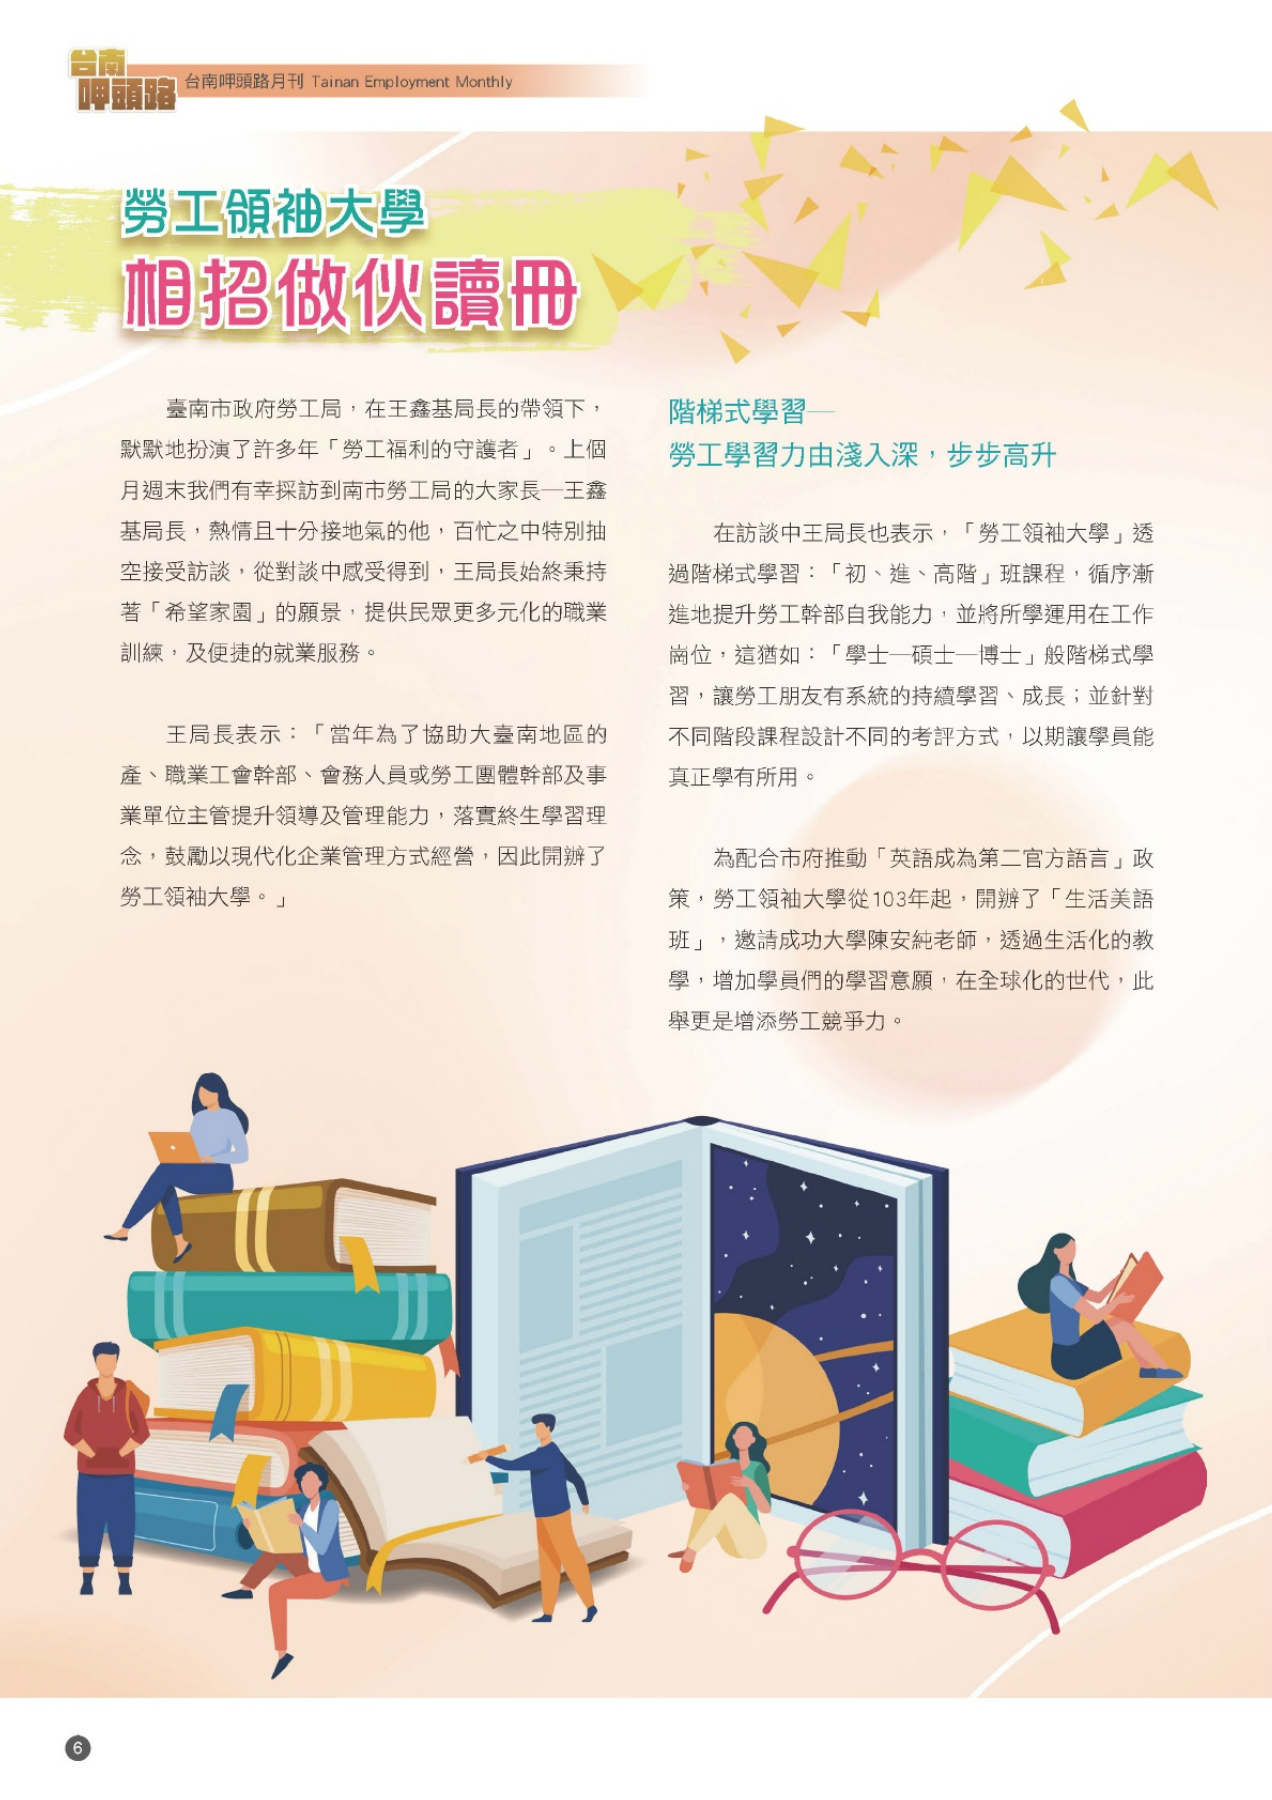 台南
呷頭路
台南呷頭路月刊 Tainan Employment Monthly
勞工領袖大學
相招做伙讀冊
臺南市政府勞工局，在王鑫基局長的帶領下，
默默地扮演了許多年「勞工福利的守護者」。上個
月週末我們有幸採訪到南市勞工局的大家長─王鑫
基局長，熱情且十分接地氣的他，百忙之中特別抽
空接受訪談，從對談中感受得到，王局長始終秉持
著「希望家園」的願景，提供民眾更多元化的職業
訓練，及便捷的就業服務。
王局長表示：「當年為了協助大臺南地區的
產、職業工會幹部、會務人員或勞工團體幹部及事
業單位主管提升領導及管理能力，落實終生學習理
念，鼓勵以現代化企業管理方式經營，因此開辦了
勞工領袖大學。」
階梯式學習─
勞工學習力由淺入深，步步高升
在訪談中王局長也表示，「勞工領袖大學」透
過階梯式學習：「初、進、高階」班課程，循序漸
進地提升勞工幹部自我能力，並將所學運用在工作
崗位，這猶如：「學士─碩士─博士」般階梯式學
習，讓勞工朋友有系統的持續學習、成長；並針對
不同階段課程設計不同的考評方式，以期讓學員能
真正學有所用。
為配合市府推動「英語成為第二官方語言」政
策，勞工領袖大學從103年起，開辦了「生活美語
班」，邀請成功大學陳安純老師，透過生活化的教
學，增加學員們的學習意願，在全球化的世代，此
舉更是增添勞工競爭力。
6